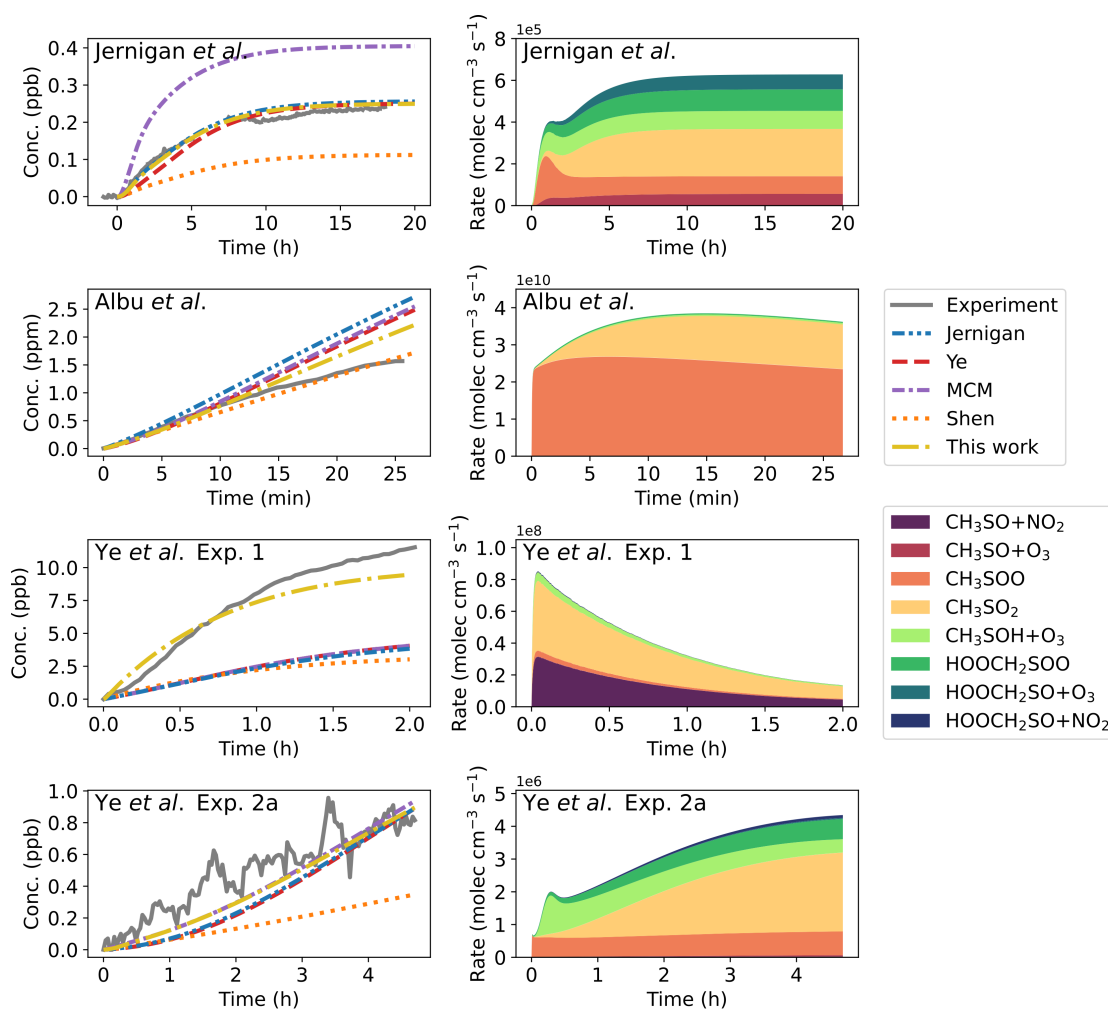 Jernigan et al.
Conc. (ppb)
0.4
0.3
0.2
0.1
0.0
0 5 10 15 20
Time (h)
1e5
Jernigan et al.
Rate (molec cm⁻³ s⁻¹)
8
6
4
2
0
0 5 10 15 20
Time (h)
Albu et al.
Conc. (ppm)
2.5
2.0
1.5
1.0
0.5
0.0
0 5 10 15 20 25
Time (min)
1e10
Albu et al.
Rate (molec cm⁻³ s⁻¹)
4
3
2
1
0
0 5 10 15 20 25
Time (min)
Experiment
Jernigan
Ye
MCM
Shen
This work
Ye et al. Exp. 1
Conc. (ppb)
10.0
7.5
5.0
2.5
0.0
0.0 0.5 1.0 1.5 2.0
Time (h)
1e8
Ye et al. Exp. 1
Rate (molec cm⁻³ s⁻¹)
1.0
0.8
0.6
0.4
0.2
0.0
0.0 0.5 1.0 1.5 2.0
Time (h)
CH₃SO+NO₂
CH₃SO+O₃
CH₃SOO
CH₃SO₂
CH₃SOH+O₃
HOOCH₂SOO
HOOCH₂SO+O₃
HOOCH₂SO+NO₂
Ye et al. Exp. 2a
Conc. (ppb)
1.0
0.8
0.6
0.4
0.2
0.0
0 1 2 3 4
Time (h)
1e6
Ye et al. Exp. 2a
Rate (molec cm⁻³ s⁻¹)
5
4
3
2
1
0
0 1 2 3 4
Time (h)